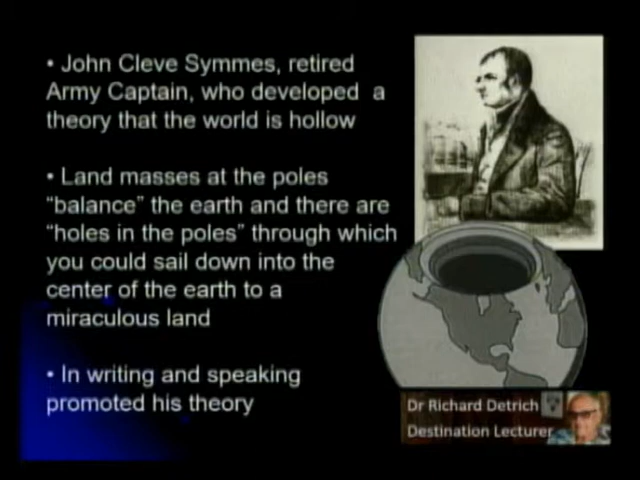 • John Cleve Symmes, retired
Army Captain, who developed a
theory that the world is hollow
• Land masses at the poles
“balance” the earth and there are
“holes in the poles” through which
you could sail down into the
center of the earth to a
miraculous land
• In writing and speaking
promoted his theory
Dr Richard Detrich
Destination Lecturer